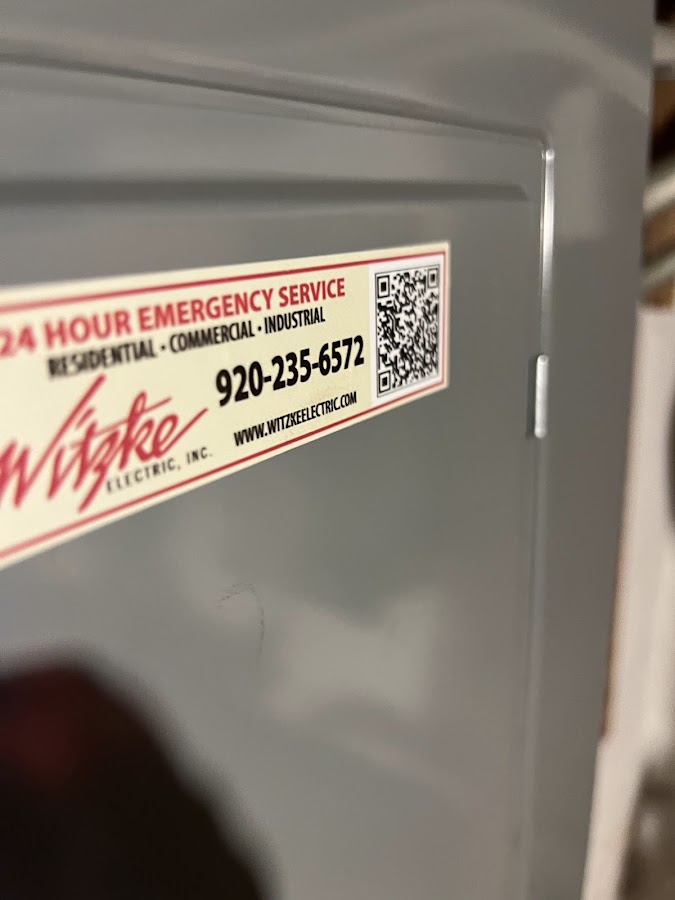 24 HOUR EMERGENCY SERVICE
RESIDENTIAL • COMMERCIAL • INDUSTRIAL
920-235-6572
Witzke
ELECTRIC, INC.
WWW.WITZKEELECTRIC.COM